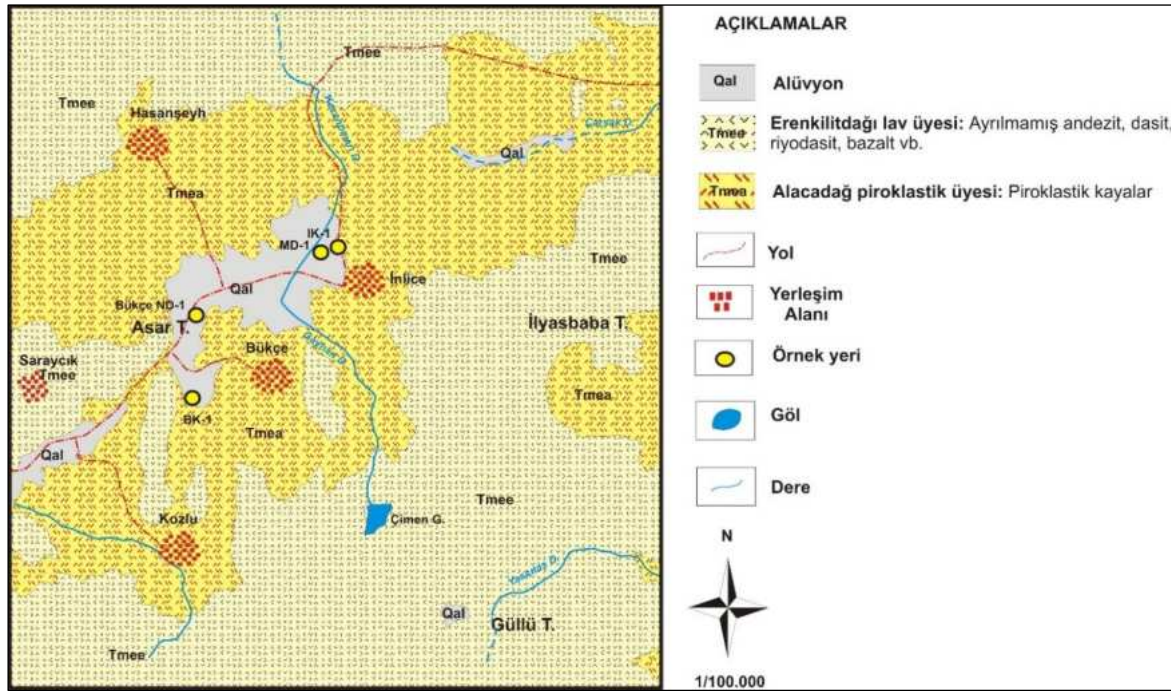 Tmee
Tmee
Hasanşeyh
Qal
Tmea
IK-1
MD-1
Tmee
İnlice
Qal
Bükçe ND-1
Asar T.
İlyasbaba T.
Bükçe
Saraycık
Tmee
Tmea
BK-1
Tmea
Qal
Tmee
Kozlu
Çimen G.
Qal
Güllü T.
Tmee
AÇIKLAMALAR
Qal
Alüvyon
Tmee
Erenkilitdağı lav üyesi: Ayrılmamış andezit, dasit,
riyodasit, bazalt vb.
Tmea
Alacadağ piroklastik üyesi: Piroklastik kayalar
Yol
Yerleşim
Alanı
Örnek yeri
Göl
Dere
N
1/100.000